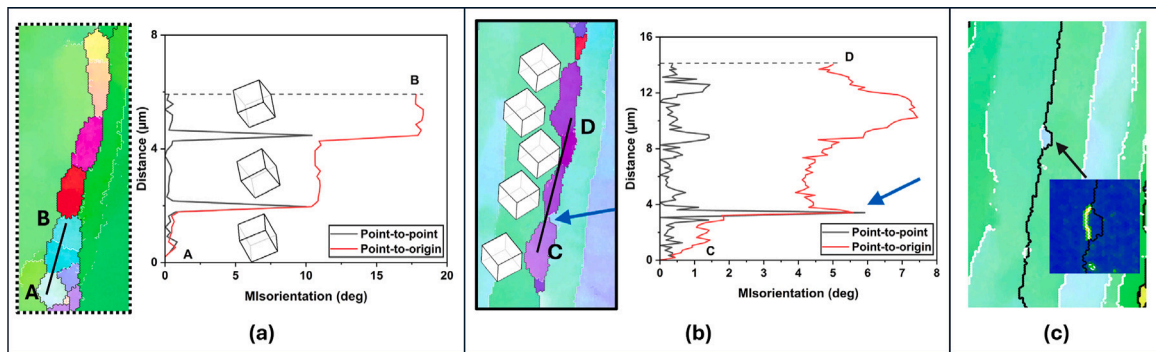 B
A
8
4
0
Distance (µm)
B
A
Point-to-point
Point-to-origin
0
5
10
15
20
MIsorientation (deg)
(a)
D
C
16
12
8
4
0
Distance (µm)
D
C
Point-to-point
Point-to-origin
0
1
2
3
4
5
6
7
8
MIsorientation (deg)
(b)
(c)